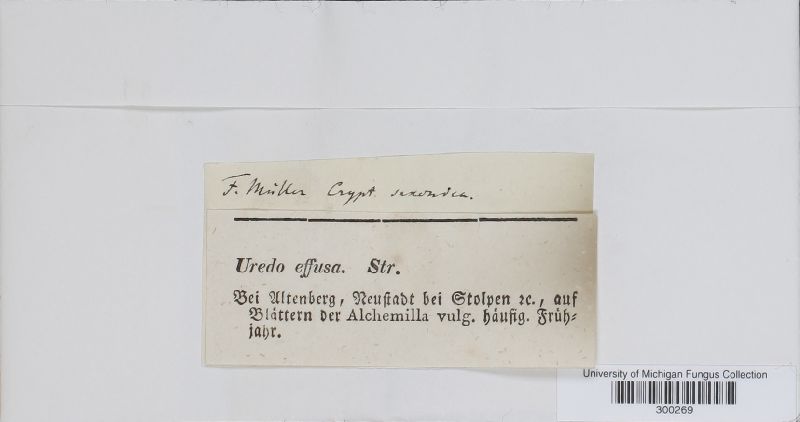 F. Müller Crypt. saxonica.
Uredo effusa. Str.
Bei Altenberg, Neustadt bei Stolpen ꝛc., auf
Blättern der Alchemilla vulg. häufig. Früh⸗
jahr.
University of Michigan Fungus Collection
300269